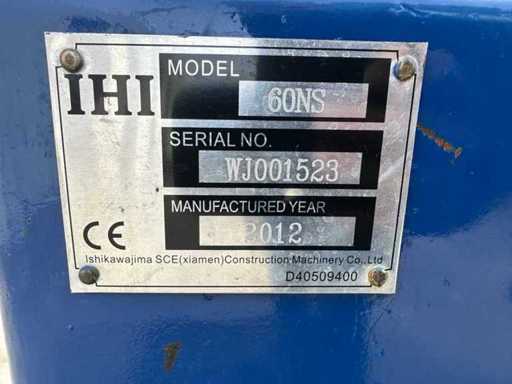 IHI
MODEL
60NS
SERIAL NO.
WJ001523
MANUFACTURED YEAR
2012
CE
Ishikawajima SCE(xiamen)Construction Machinery Co.,Ltd
D40509400